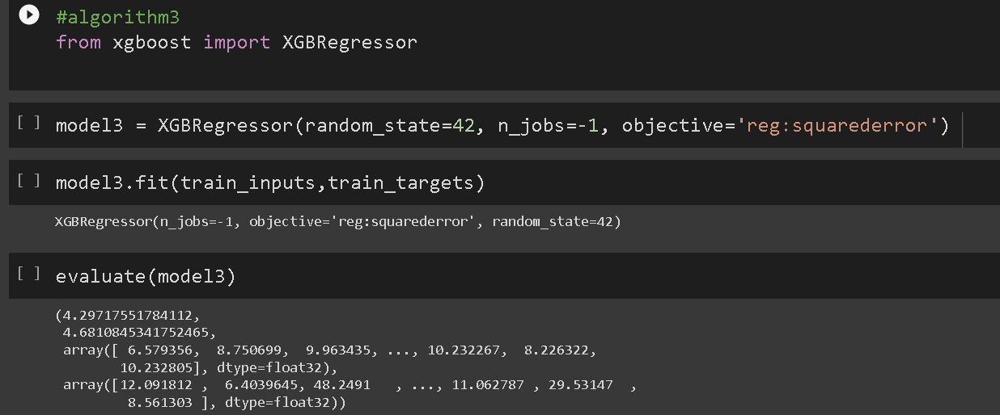 #algorithm3
from xgboost import XGBRegressor
[ ] model3 = XGBRegressor(random_state=42, n_jobs=-1, objective='reg:squarederror')
[ ] model3.fit(train_inputs,train_targets)
XGBRegressor(n_jobs=-1, objective='reg:squarederror', random_state=42)
[ ] evaluate(model3)
(4.29717551784112,
4.6810845341752465,
array([ 6.579356,  8.750699,  9.963435, ..., 10.232267,  8.226322,
10.232805], dtype=float32),
array([12.091812 ,  6.4039645, 48.2491   , ..., 11.062787 , 29.53147  ,
8.561303 ], dtype=float32))